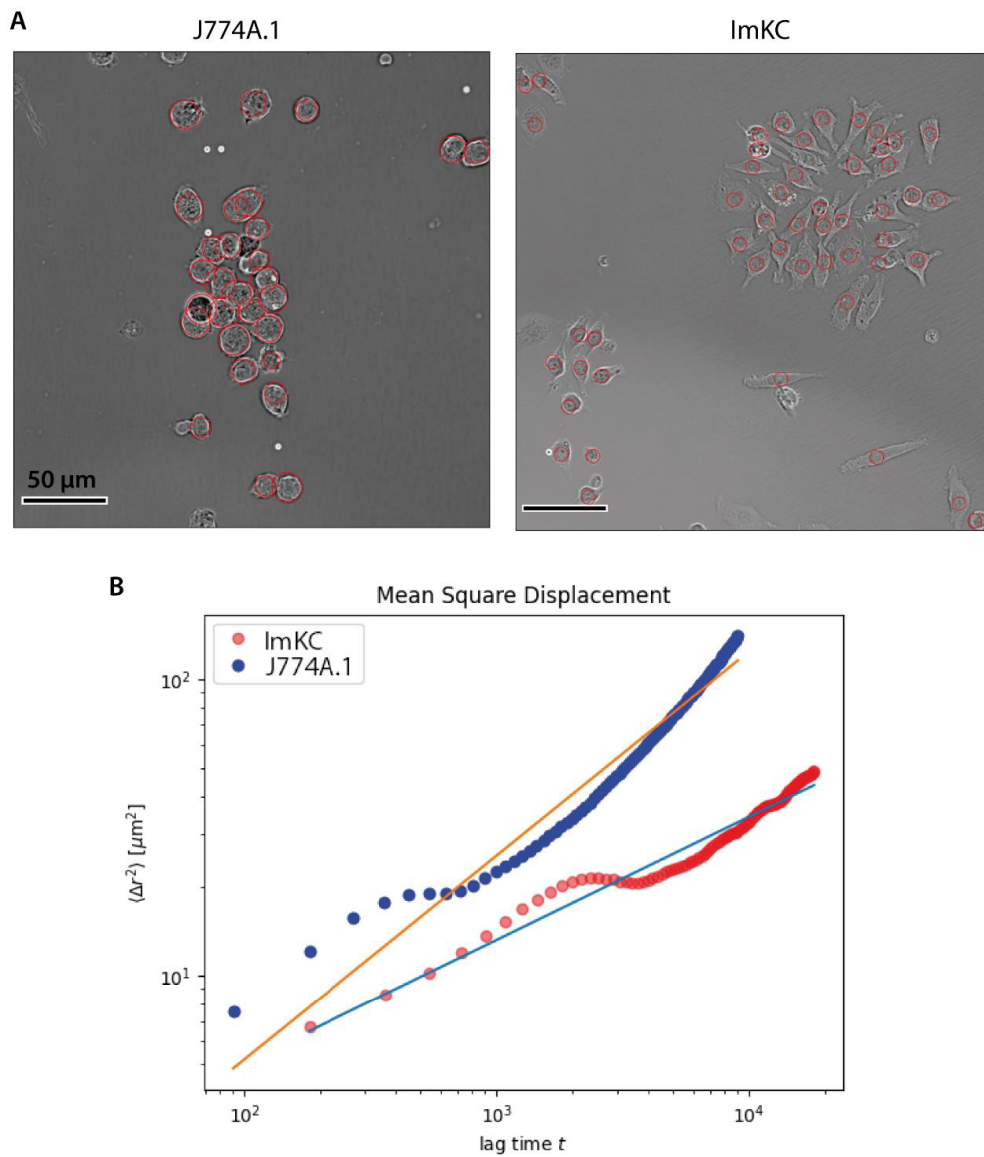 A
J774A.1
ImKC
50 µm
B
Mean Square Displacement
ImKC
J774A.1
10²
10¹
⟨Δr²⟩ [µm²]
10²
10³
10⁴
lag time t